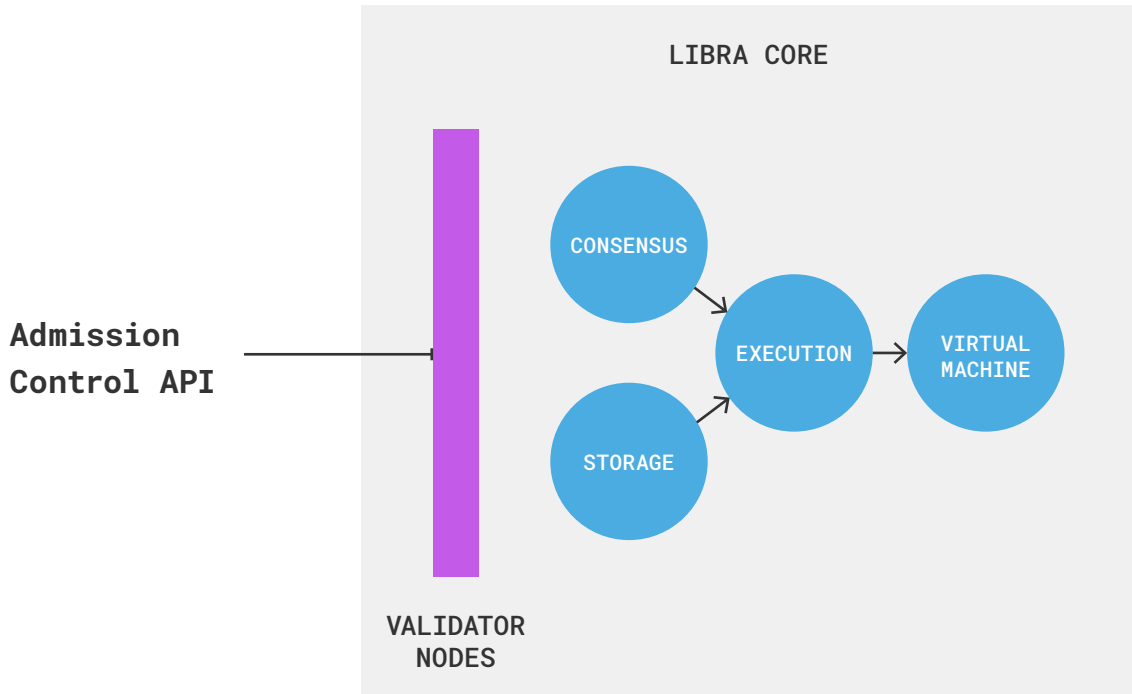 LIBRA CORE
CONSENSUS
Admission
Control API
EXECUTION
VIRTUAL
MACHINE
STORAGE
VALIDATOR
NODES